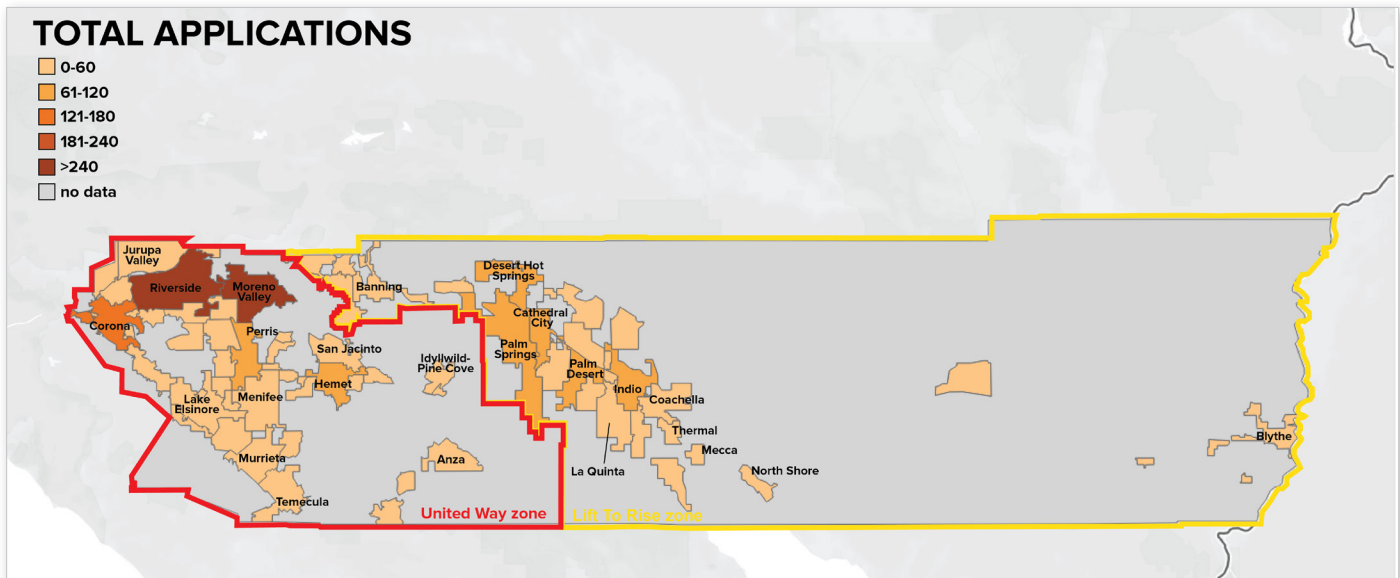 TOTAL APPLICATIONS
0-60
61-120
121-180
181-240
>240
no data
Jurupa
Valley
Riverside
Moreno
Valley
Corona
Perris
Banning
San Jacinto
Hemet
Idyllwild-
Pine Cove
Lake
Elsinore
Menifee
Murrieta
Temecula
Anza
Desert Hot
Springs
Cathedral
City
Palm
Springs
Palm
Desert
Indio
Coachella
Thermal
Mecca
La Quinta
North Shore
Blythe
United Way zone
Lift To Rise zone